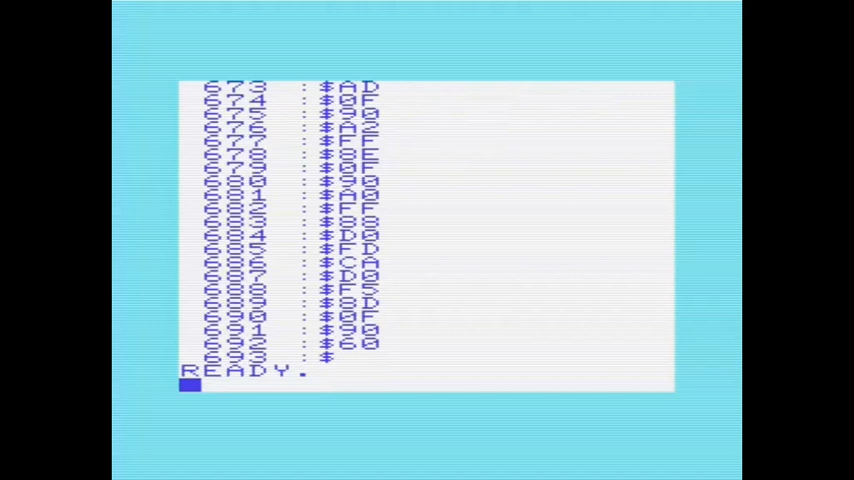 673 :$AD
674 :$0F
675 :$90
676 :$A2
677 :$FF
678 :$8E
679 :$0F
680 :$90
681 :$A0
682 :$FF
683 :$88
684 :$D0
685 :$FD
686 :$CA
687 :$D0
688 :$F5
689 :$8D
690 :$0F
691 :$90
692 :$60
693 :$
READY.